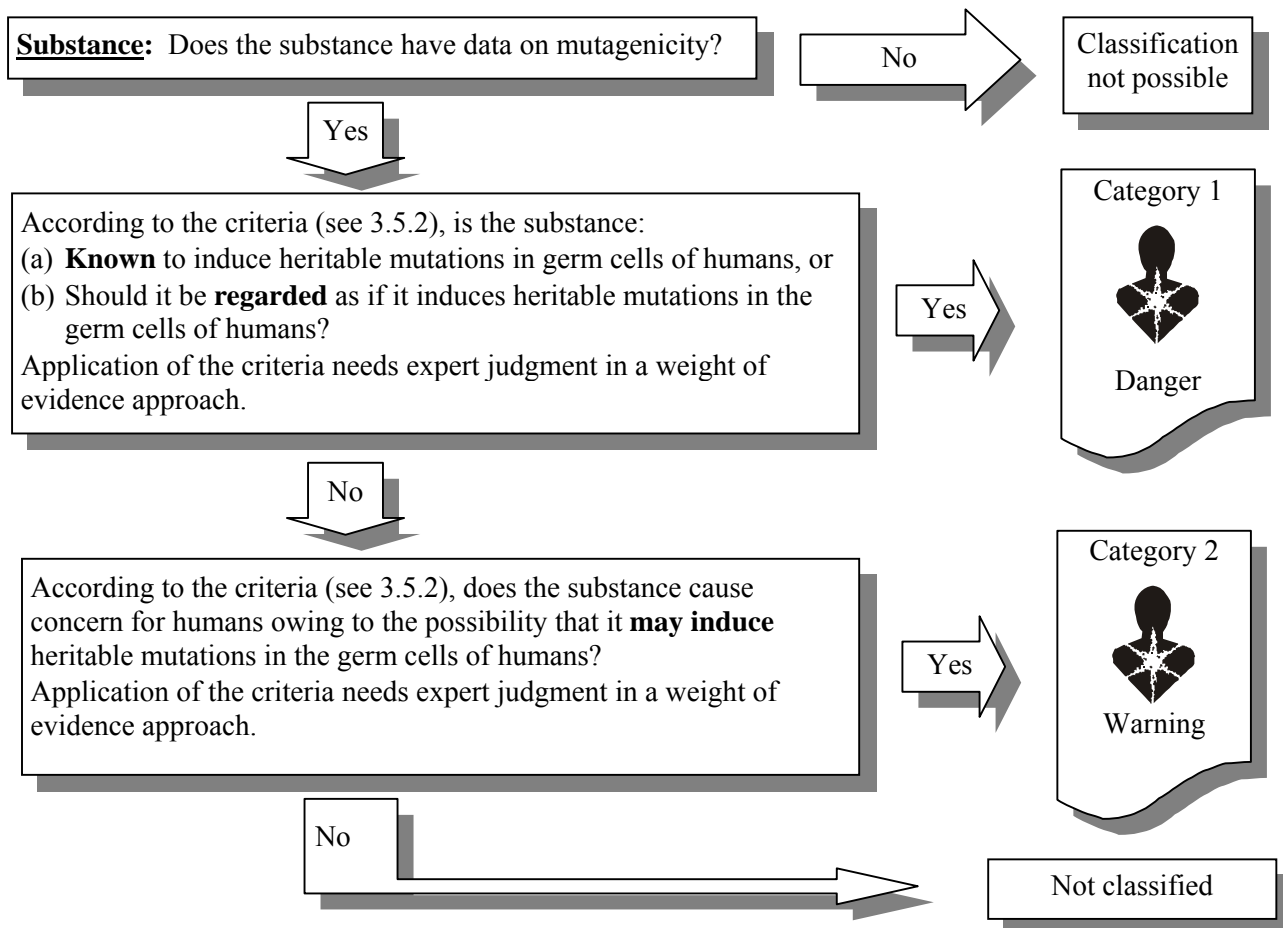 Substance: Does the substance have data on mutagenicity?
No
Classification
not possible
Yes
According to the criteria (see 3.5.2), is the substance:
(a) Known to induce heritable mutations in germ cells of humans, or
(b) Should it be regarded as if it induces heritable mutations in the
germ cells of humans?
Application of the criteria needs expert judgment in a weight of
evidence approach.
Yes
Category 1
Danger
No
According to the criteria (see 3.5.2), does the substance cause
concern for humans owing to the possibility that it may induce
heritable mutations in the germ cells of humans?
Application of the criteria needs expert judgment in a weight of
evidence approach.
Yes
Category 2
Warning
No
Not classified